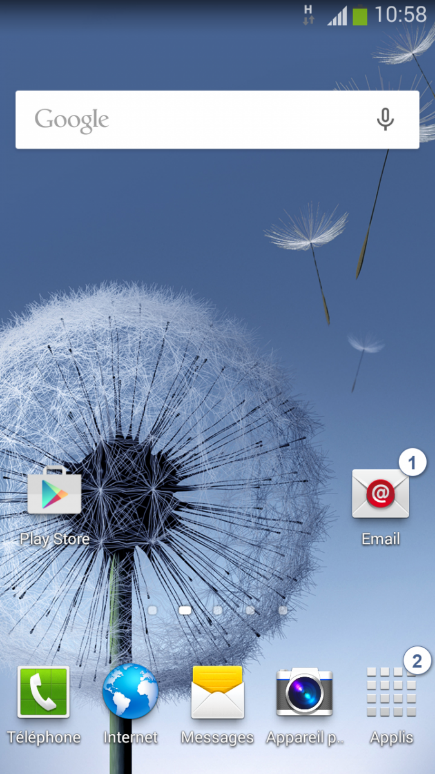 H
10:58
Google
1
@
Play Store
Email
2
Téléphone
Internet
Messages
Appareil p..
Applis